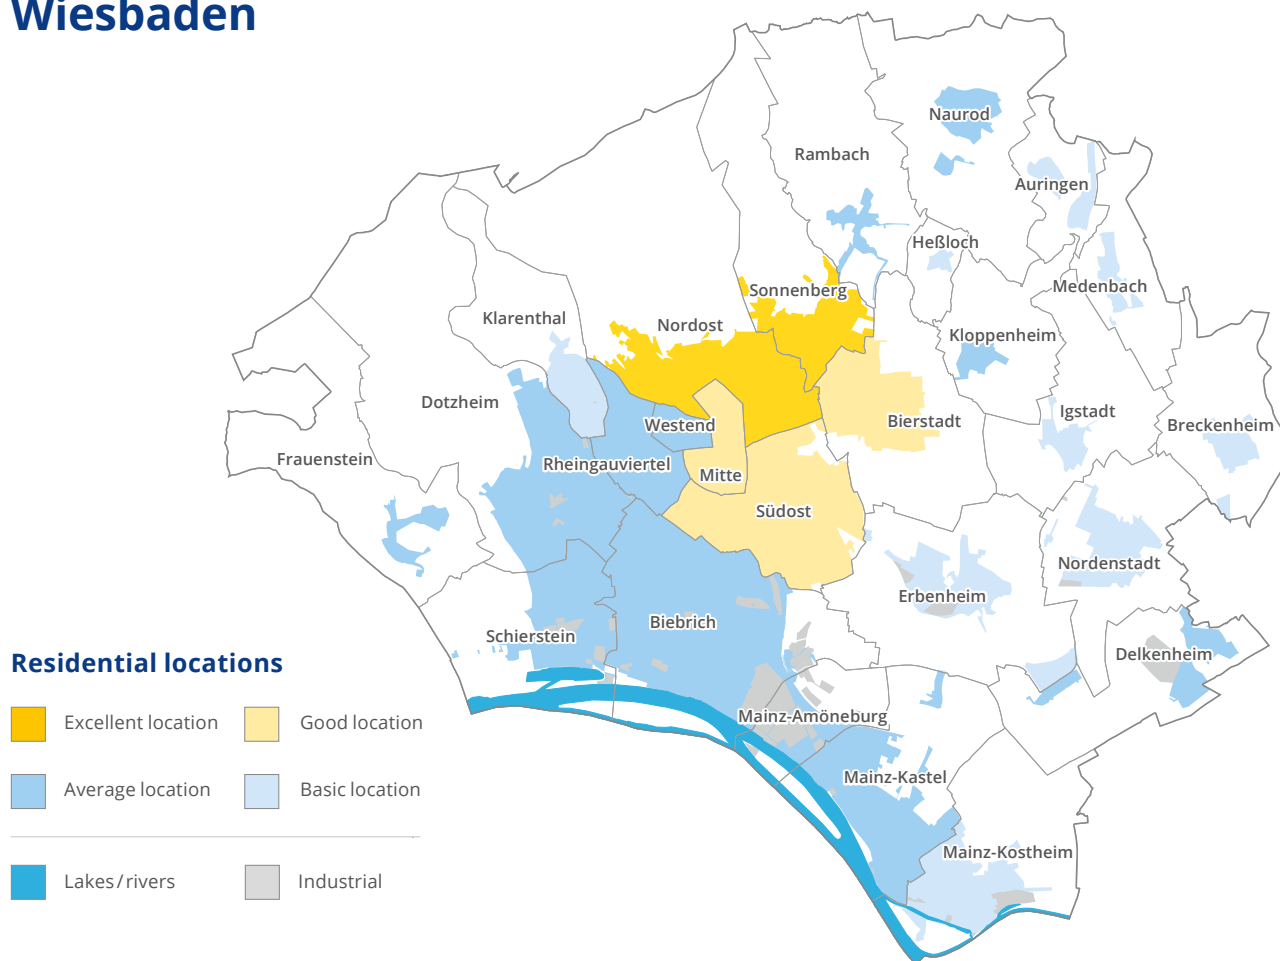 Wiesbaden
Naurod
Rambach
Auringen
Heßloch
Medenbach
Sonnenberg
Klarenthal
Nordost
Kloppenheim
Dotzheim
Igstadt
Westend
Bierstadt
Breckenheim
Frauenstein
Rheingauviertel
Mitte
Südost
Nordenstadt
Erbenheim
Biebrich
Schierstein
Delkenheim
Mainz-Amöneburg
Mainz-Kastel
Mainz-Kostheim
Residential locations
Excellent location
Good location
Average location
Basic location
Lakes/rivers
Industrial